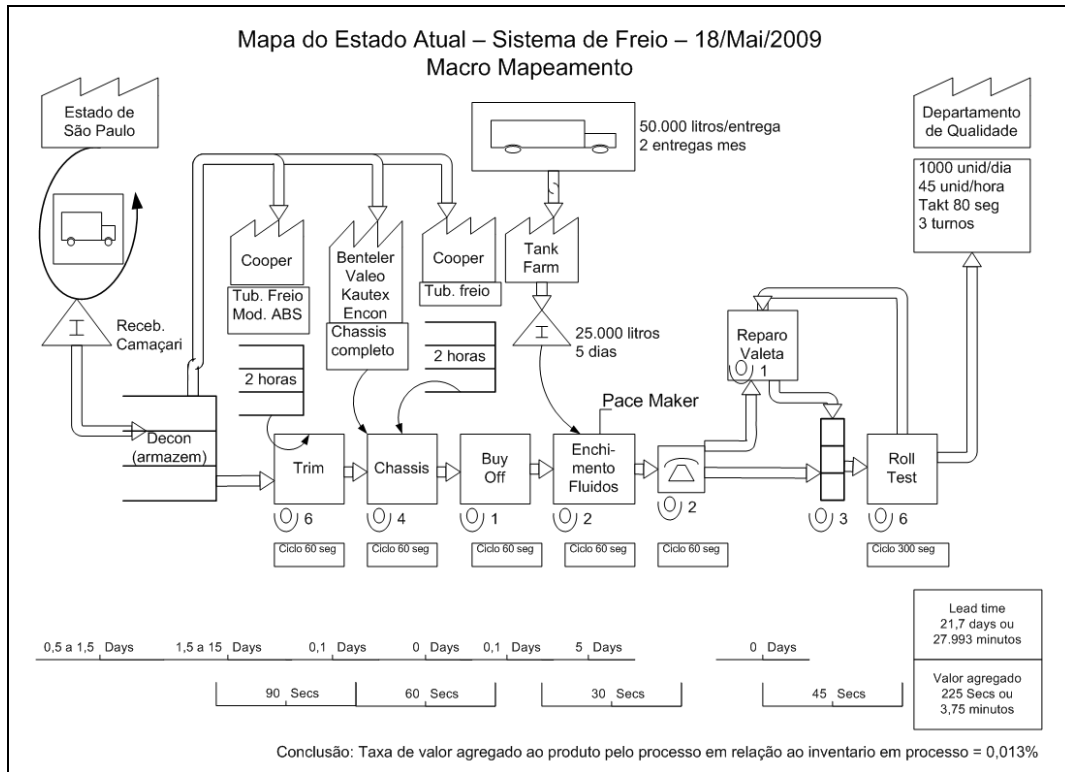 Mapa do Estado Atual – Sistema de Freio – 18/Mai/2009
Macro Mapeamento
Estado de
São Paulo
50.000 litros/entrega
2 entregas mes
Departamento
de Qualidade
1000 unid/dia
45 unid/hora
Takt 80 seg
3 turnos
Cooper
Tub. Freio
Mod. ABS
Benteler
Valeo
Kautex
Encon
Chassis
completo
Cooper
Tub. freio
Tank
Farm
I
Receb.
Camaçari
2 horas
2 horas
I
25.000 litros
5 dias
Reparo
Valeta
1
Pace Maker
Decon
(armazem)
Trim
Chassis
Buy
Off
Enchi-
mento
Fluidos
Roll
Test
6
4
1
2
2
3
6
Ciclo 60 seg
Ciclo 60 seg
Ciclo 60 seg
Ciclo 60 seg
Ciclo 60 seg
Ciclo 300 seg
0,5 a 1,5 Days
1,5 a 15 Days
0,1 Days
0 Days
0,1 Days
5 Days
0 Days
90 Secs
60 Secs
30 Secs
45 Secs
Lead time
21,7 days ou
27.993 minutos
Valor agregado
225 Secs ou
3,75 minutos
Conclusão: Taxa de valor agregado ao produto pelo processo em relação ao inventario em processo = 0,013%